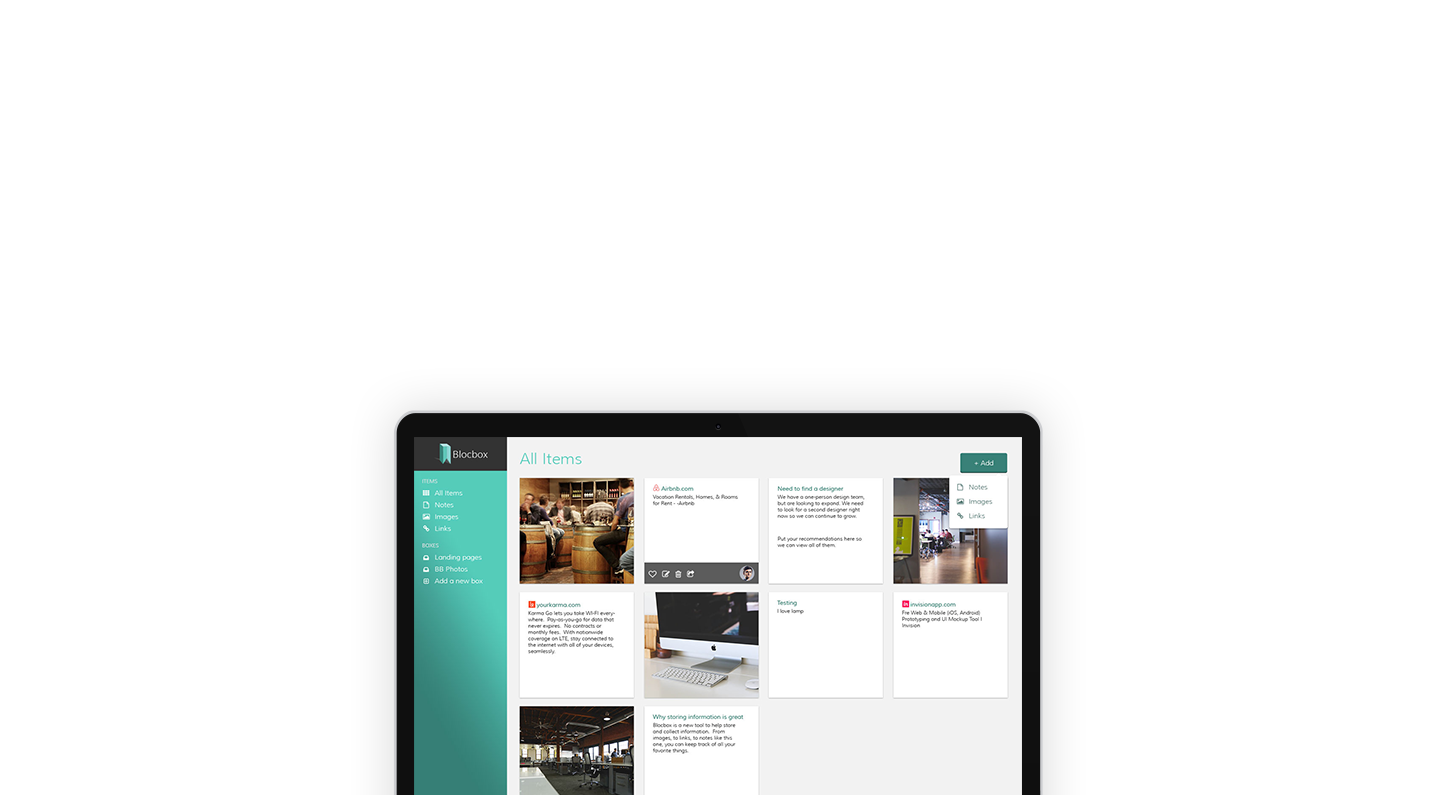 Blocbox
All Items
+ Add
ITEMS
All Items
Notes
Images
Links
BOXES
Landing pages
BB Photos
Add a new box
Notes
Images
Links
Airbnb.com
Vacation Rentals, Homes, & Rooms
for Rent - -Airbnb
Need to find a designer
We have a one-person design team,
but are looking to expand. We need
to look for a second designer right
now so we can continue to grow.
Put your recommendations here so
we can view all of them.
yourkarma.com
Karma Go lets you take WI-FI every-
where. Pay-as-you-go for data that
never expires. No contracts or
monthly fees. With nationwide
coverage on LTE, stay connected to
the internet with all of your devices,
seamlessly.
Testing
I love lamp
in
invisionapp.com
Fre Web & Mobile (iOS, Android)
Prototyping and UI Mockup Tool I
Invision
Why storing information is great
Blocbox is a new tool to help store
and collect information. From
images, to links, to notes like this
one, you can keep track of all your
favorite things.